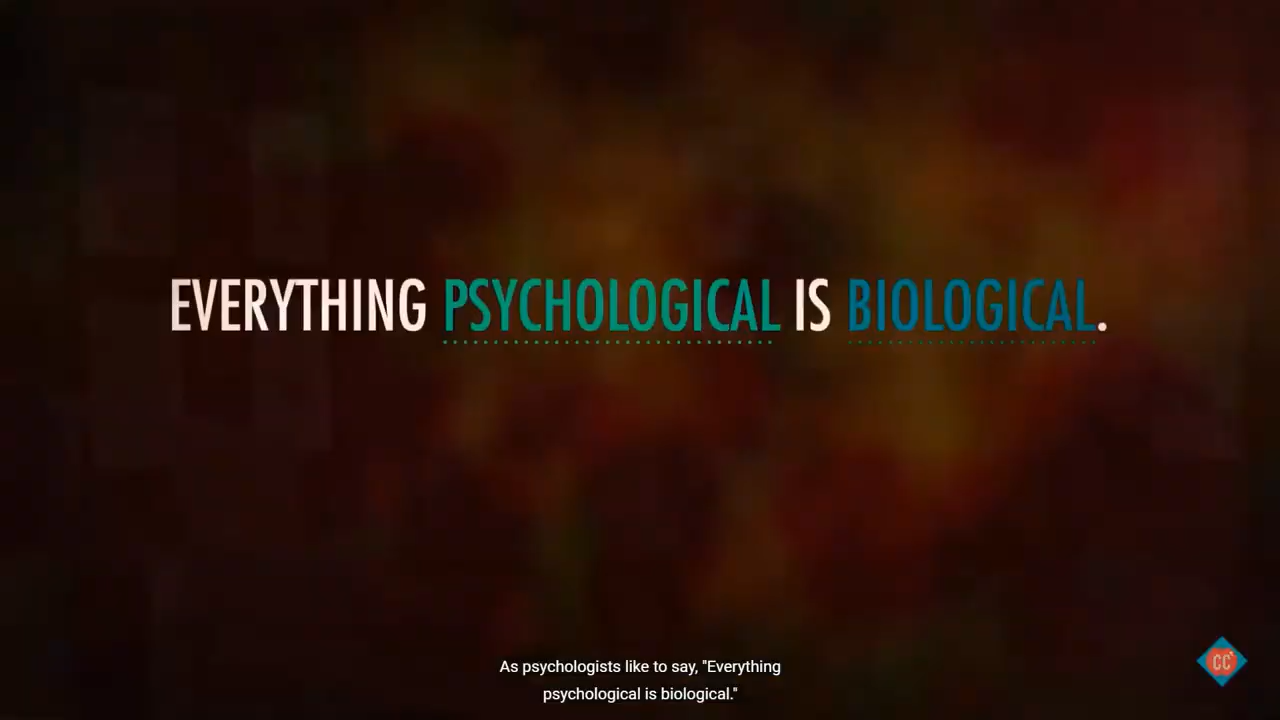 EVERYTHING PSYCHOLOGICAL IS BIOLOGICAL.
As psychologists like to say, "Everything
psychological is biological."
CC